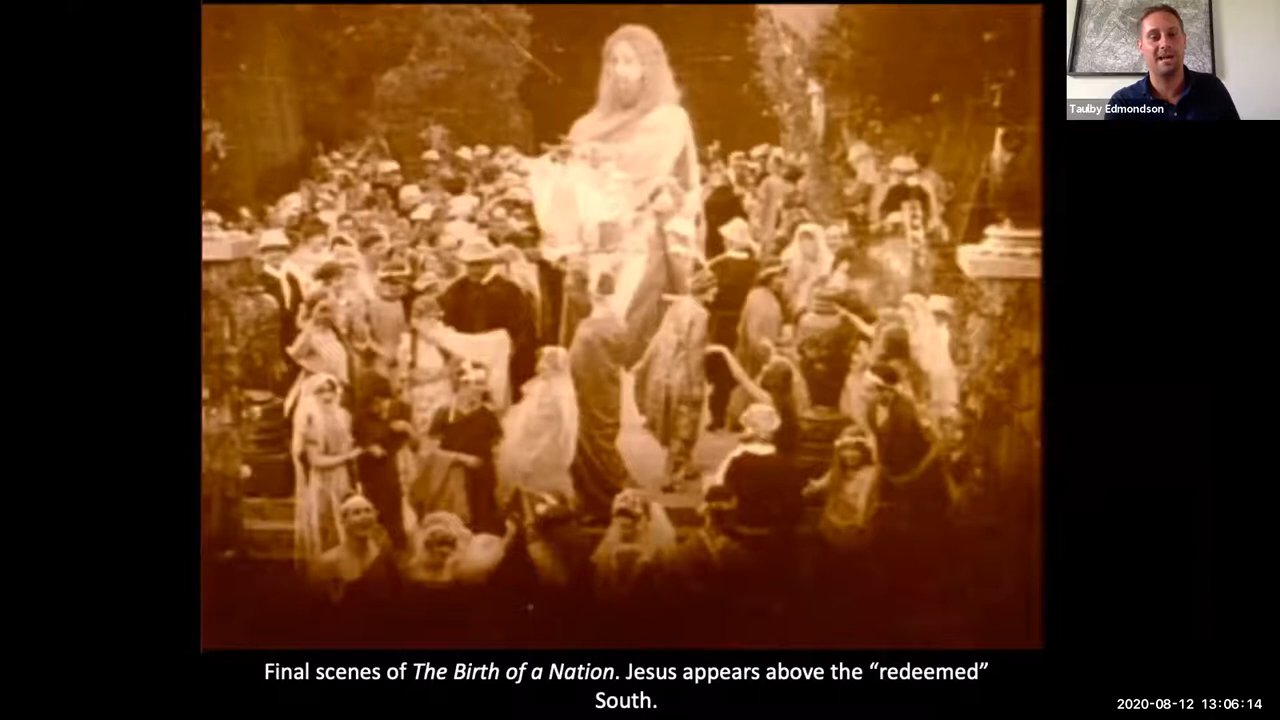 Taulby Edmondson
Final scenes of The Birth of a Nation. Jesus appears above the “redeemed”
South.
2020-08-12 13:06:14